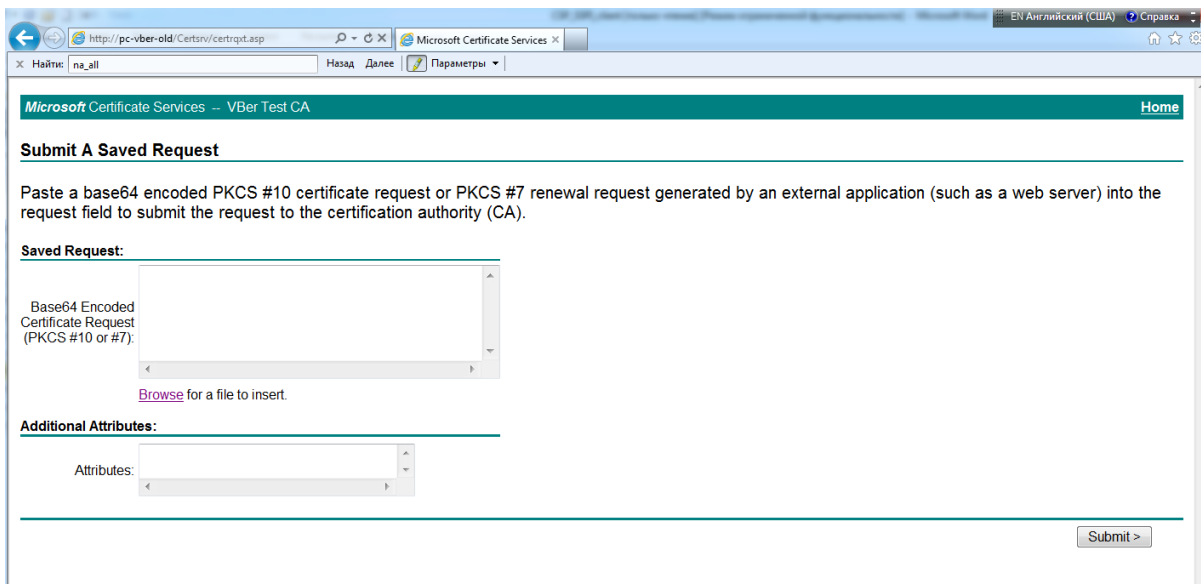 EN Английский (США) Справка
http://pc-vber-old/Certsrv/certrqxt.asp Microsoft Certificate Services
× Найти: na_all Назад Далее Параметры
Microsoft Certificate Services -- VBer Test CA Home
Submit A Saved Request
Paste a base64 encoded PKCS #10 certificate request or PKCS #7 renewal request generated by an external application (such as a web server) into the
request field to submit the request to the certification authority (CA).
Saved Request:
Base64 Encoded
Certificate Request
(PKCS #10 or #7):
Browse for a file to insert.
Additional Attributes:
Attributes:
Submit >